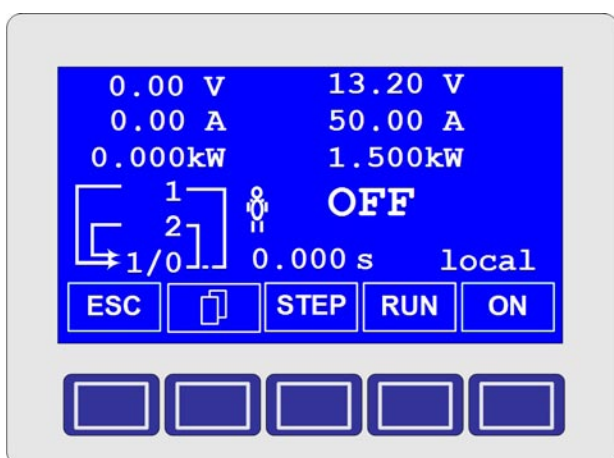 0.00 V 13.20 V
0.00 A 50.00 A
0.000kW 1.500kW
1 OFF
2
1/0 0.000 s local
ESC STEP RUN ON